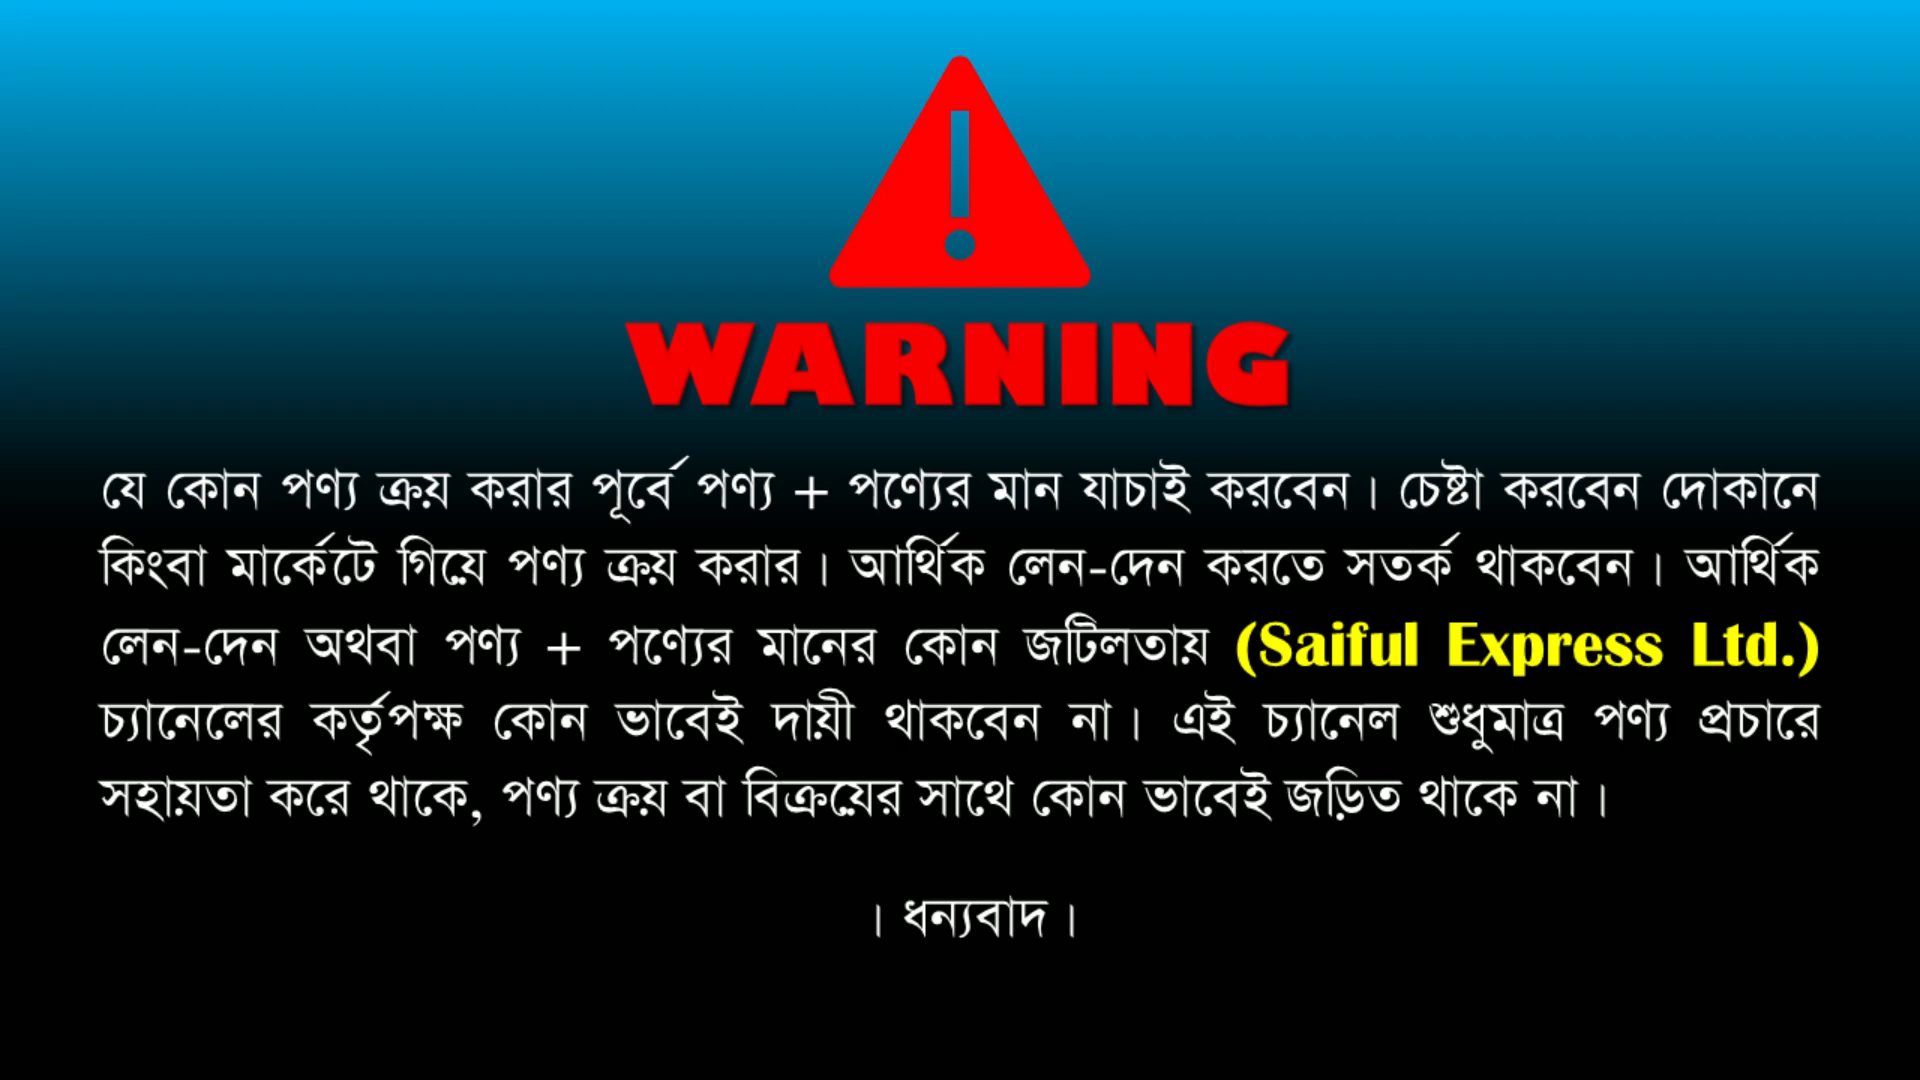 WARNING
যে কোন পণ্য ক্রয় করার পূর্বে পণ্য + পণ্যের মান যাচাই করবেন। চেষ্টা করবেন দোকানে
কিংবা মার্কেটে গিয়ে পণ্য ক্রয় করার। আর্থিক লেন-দেন করতে সতর্ক থাকবেন। আর্থিক
লেন-দেন অথবা পণ্য + পণ্যের মানের কোন জটিলতায় (Saiful Express Ltd.)
চ্যানেলের কর্তৃপক্ষ কোন ভাবেই দায়ী থাকবেন না। এই চ্যানেল শুধুমাত্র পণ্য প্রচারে
সহায়তা করে থাকে, পণ্য ক্রয় বা বিক্রয়ের সাথে কোন ভাবেই জড়িত থাকে না।
। ধন্যবাদ।